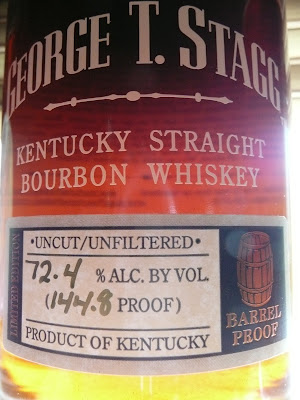 GEORGE T. STAGG
KENTUCKY STRAIGHT
BOURBON WHISKEY
LIMITED EDITION
•UNCUT/UNFILTERED•
72.4 % ALC. BY VOL.
(144.8 PROOF)
PRODUCT OF KENTUCKY
BARREL
PROOF